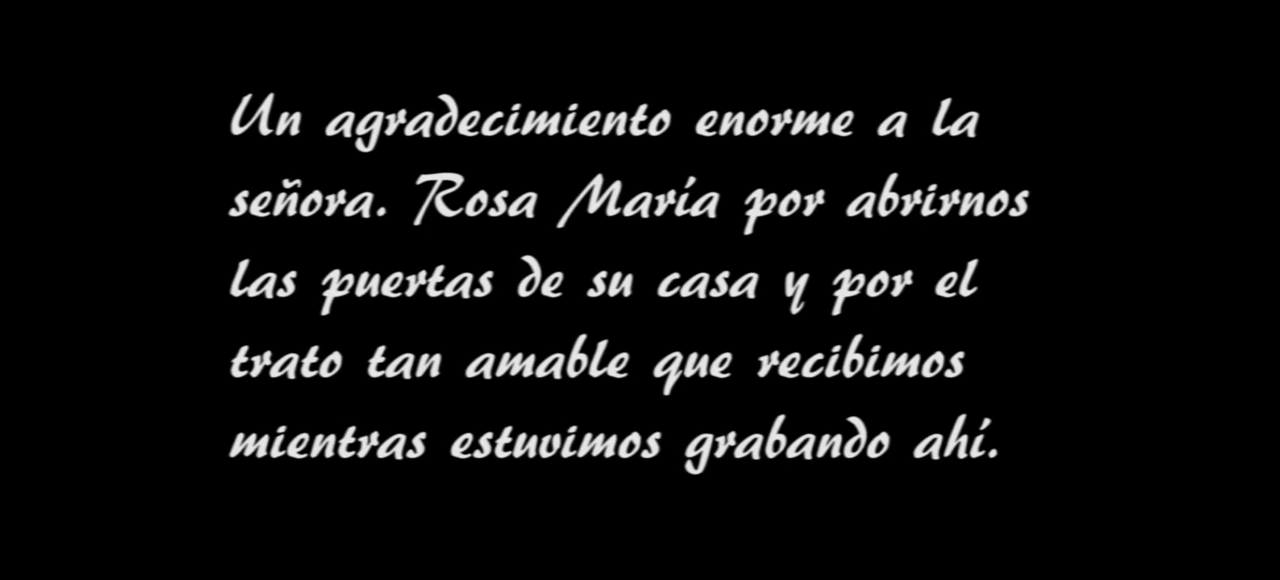 Un agradecimiento enorme a la
señora. Rosa María por abrirnos
las puertas de su casa y por el
trato tan amable que recibimos
mientras estuvimos grabando ahí.